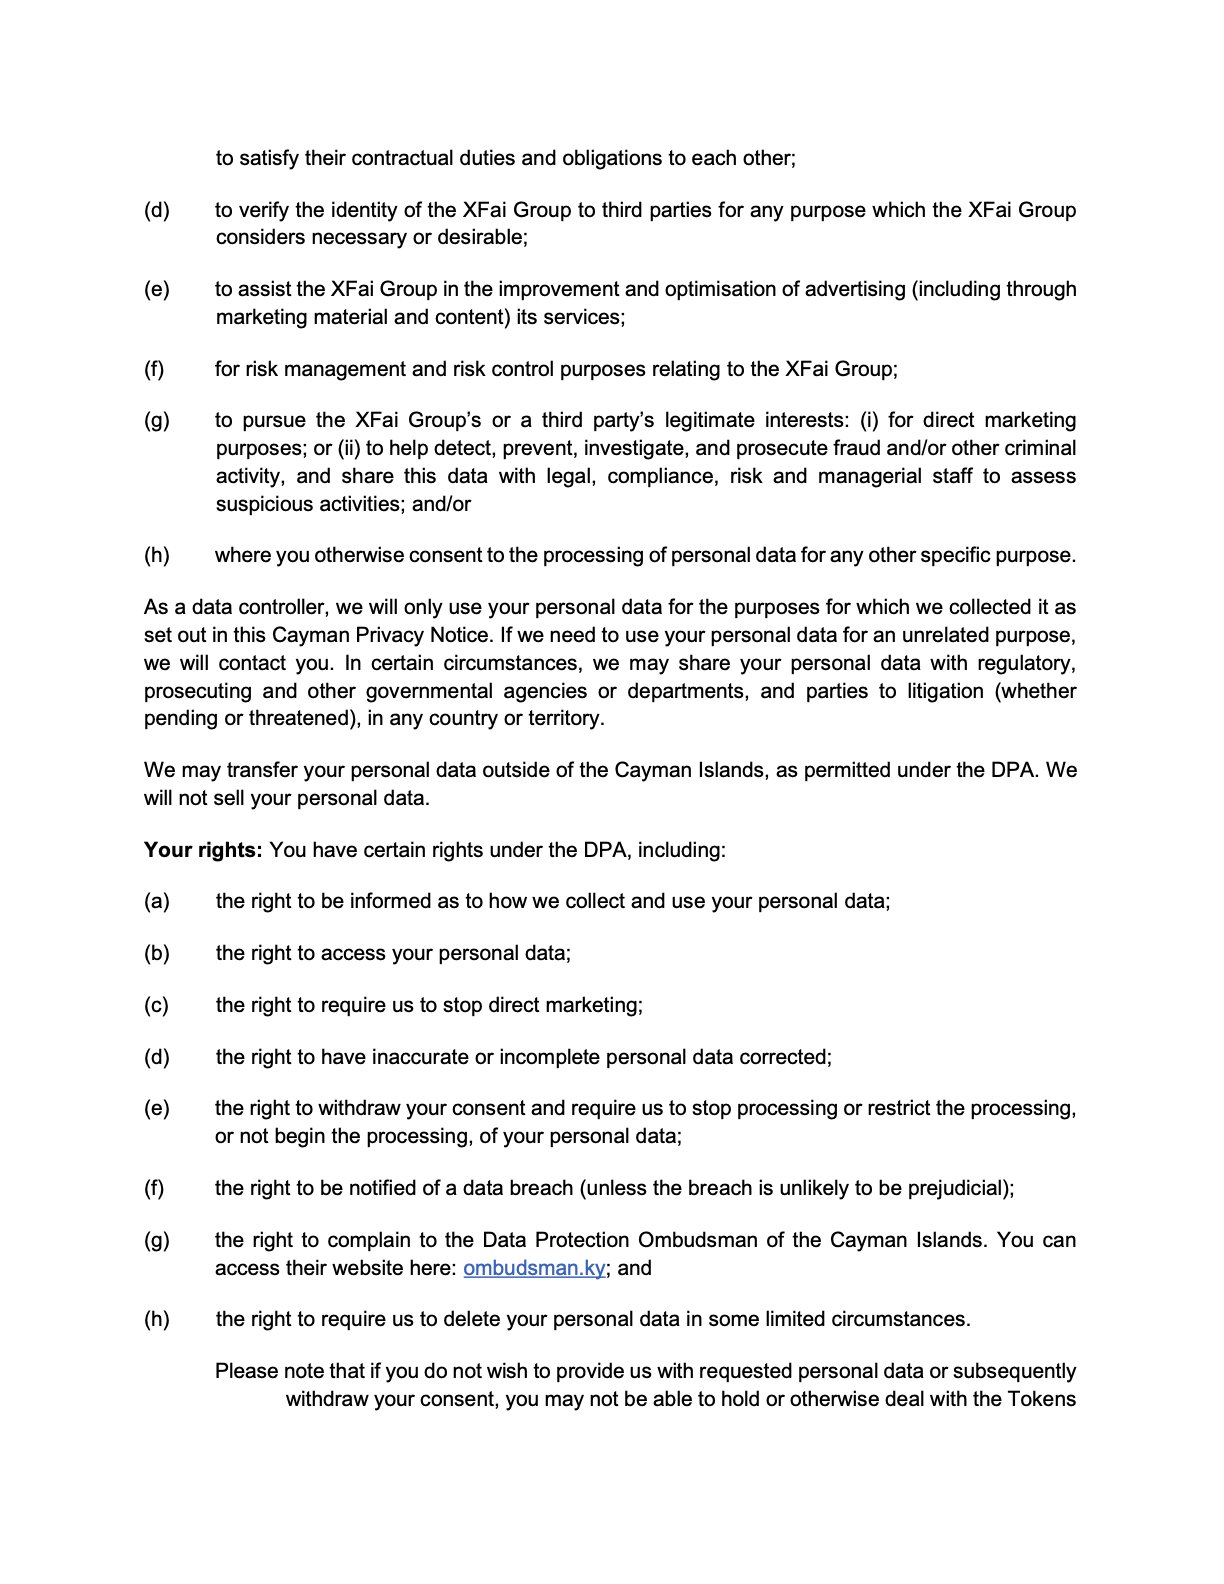 to satisfy their contractual duties and obligations to each other;
(d) to verify the identity of the XFai Group to third parties for any purpose which the XFai Group
considers necessary or desirable;
(e) to assist the XFai Group in the improvement and optimisation of advertising (including through
marketing material and content) its services;
(f) for risk management and risk control purposes relating to the XFai Group;
(g) to pursue the XFai Group’s or a third party’s legitimate interests: (i) for direct marketing
purposes; or (ii) to help detect, prevent, investigate, and prosecute fraud and/or other criminal
activity, and share this data with legal, compliance, risk and managerial staff to assess
suspicious activities; and/or
(h) where you otherwise consent to the processing of personal data for any other specific purpose.
As a data controller, we will only use your personal data for the purposes for which we collected it as
set out in this Cayman Privacy Notice. If we need to use your personal data for an unrelated purpose,
we will contact you. In certain circumstances, we may share your personal data with regulatory,
prosecuting and other governmental agencies or departments, and parties to litigation (whether
pending or threatened), in any country or territory.
We may transfer your personal data outside of the Cayman Islands, as permitted under the DPA. We
will not sell your personal data.
Your rights: You have certain rights under the DPA, including:
(a) the right to be informed as to how we collect and use your personal data;
(b) the right to access your personal data;
(c) the right to require us to stop direct marketing;
(d) the right to have inaccurate or incomplete personal data corrected;
(e) the right to withdraw your consent and require us to stop processing or restrict the processing,
or not begin the processing, of your personal data;
(f) the right to be notified of a data breach (unless the breach is unlikely to be prejudicial);
(g) the right to complain to the Data Protection Ombudsman of the Cayman Islands. You can
access their website here: ombudsman.ky; and
(h) the right to require us to delete your personal data in some limited circumstances.
Please note that if you do not wish to provide us with requested personal data or subsequently
withdraw your consent, you may not be able to hold or otherwise deal with the Tokens